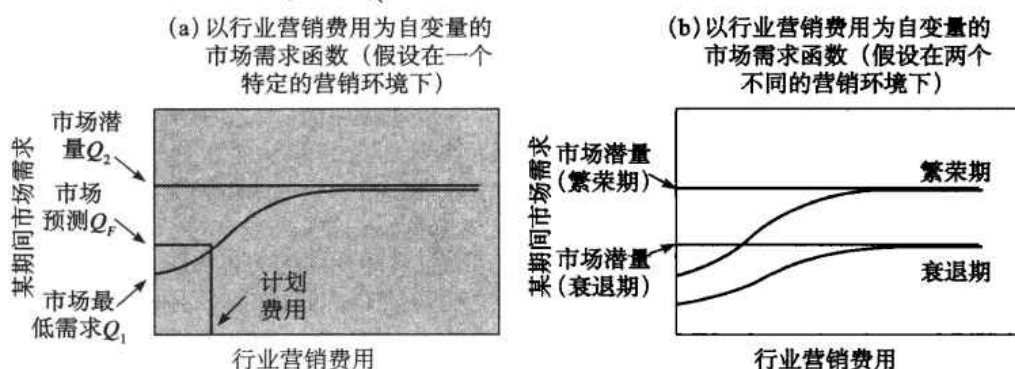 (a) 以行业营销费用为自变量的
市场需求函数（假设在一个
特定的营销环境下）
某期间市场需求
市场潜
量Q₂
市场
预测Q_F
市场最
低需求Q₁
计划
费用
行业营销费用
(b) 以行业营销费用为自变量的
市场需求函数（假设在两个
不同的营销环境下）
某期间市场需求
市场潜量
（繁荣期）
繁荣期
市场潜量
（衰退期）
衰退期
行业营销费用